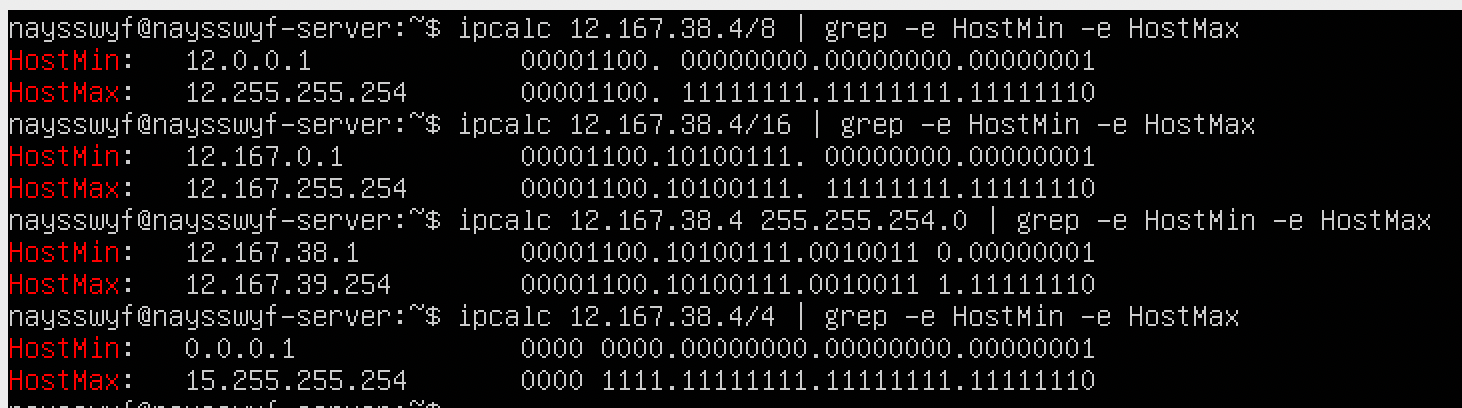 naysswyf@naysswyf-server:~$ ipcalc 12.167.38.4/8 | grep -e HostMin -e HostMax
HostMin:   12.0.0.1             00001100. 00000000.00000000.00000001
HostMax:   12.255.255.254       00001100. 11111111.11111111.11111110
naysswyf@naysswyf-server:~$ ipcalc 12.167.38.4/16 | grep -e HostMin -e HostMax
HostMin:   12.167.0.1           00001100.10100111. 00000000.00000001
HostMax:   12.167.255.254       00001100.10100111. 11111111.11111110
naysswyf@naysswyf-server:~$ ipcalc 12.167.38.4 255.255.254.0 | grep -e HostMin -e HostMax
HostMin:   12.167.38.1          00001100.10100111.0010011 0.00000001
HostMax:   12.167.39.254        00001100.10100111.0010011 1.11111110
naysswyf@naysswyf-server:~$ ipcalc 12.167.38.4/4 | grep -e HostMin -e HostMax
HostMin:   0.0.0.1              0000 0000.00000000.00000000.00000001
HostMax:   15.255.255.254       0000 1111.11111111.11111111.11111110
naysswyf@naysswyf-server:~$